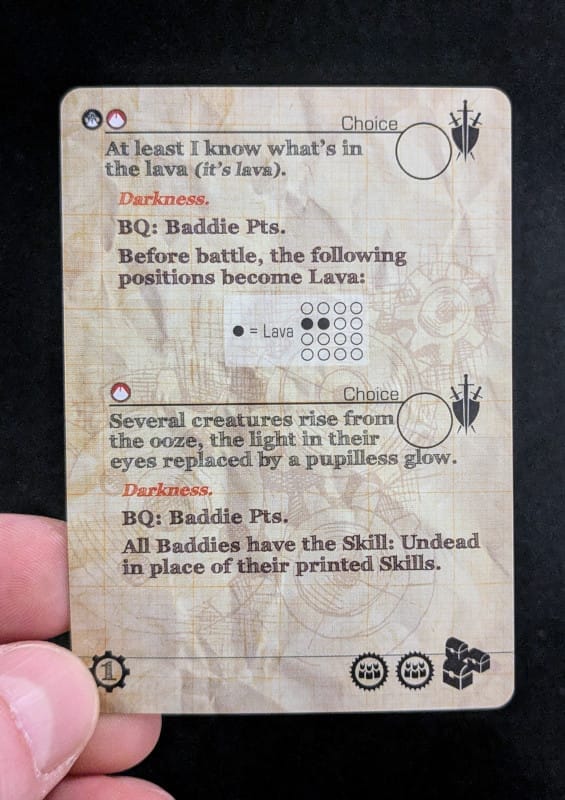 Choice
At least I know what's in
the lava (it's lava).
Darkness.
BQ: Baddie Pts.
Before battle, the following
positions become Lava:
= Lava
Choice
Several creatures rise from
the ooze, the light in their
eyes replaced by a pupilless glow.
Darkness.
BQ: Baddie Pts.
All Baddies have the Skill: Undead
in place of their printed Skills.
1